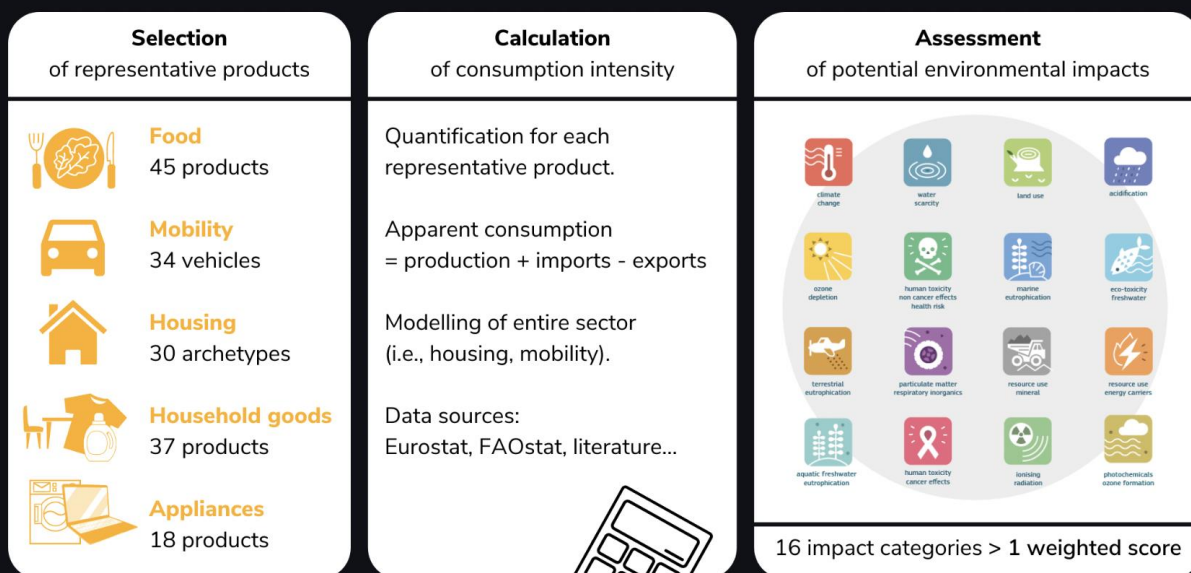 Selection
of representative products
Food
45 products
Mobility
34 vehicles
Housing
30 archetypes
Household goods
37 products
Appliances
18 products
Calculation
of consumption intensity
Quantification for each
representative product.
Apparent consumption
= production + imports - exports
Modelling of entire sector
(i.e., housing, mobility).
Data sources:
Eurostat, FAOstat, literature...
Assessment
of potential environmental impacts
climate
change
water
scarcity
land use
acidification
ozone
depletion
human toxicity
non cancer effects
health risk
marine
eutrophication
eco-toxicity
freshwater
terrestrial
eutrophication
particulate matter
respiratory inorganics
resource use
mineral
resource use
energy carriers
aquatic freshwater
eutrophication
human toxicity
cancer effects
ionising
radiation
photochemicals
ozone formation
16 impact categories > 1 weighted score